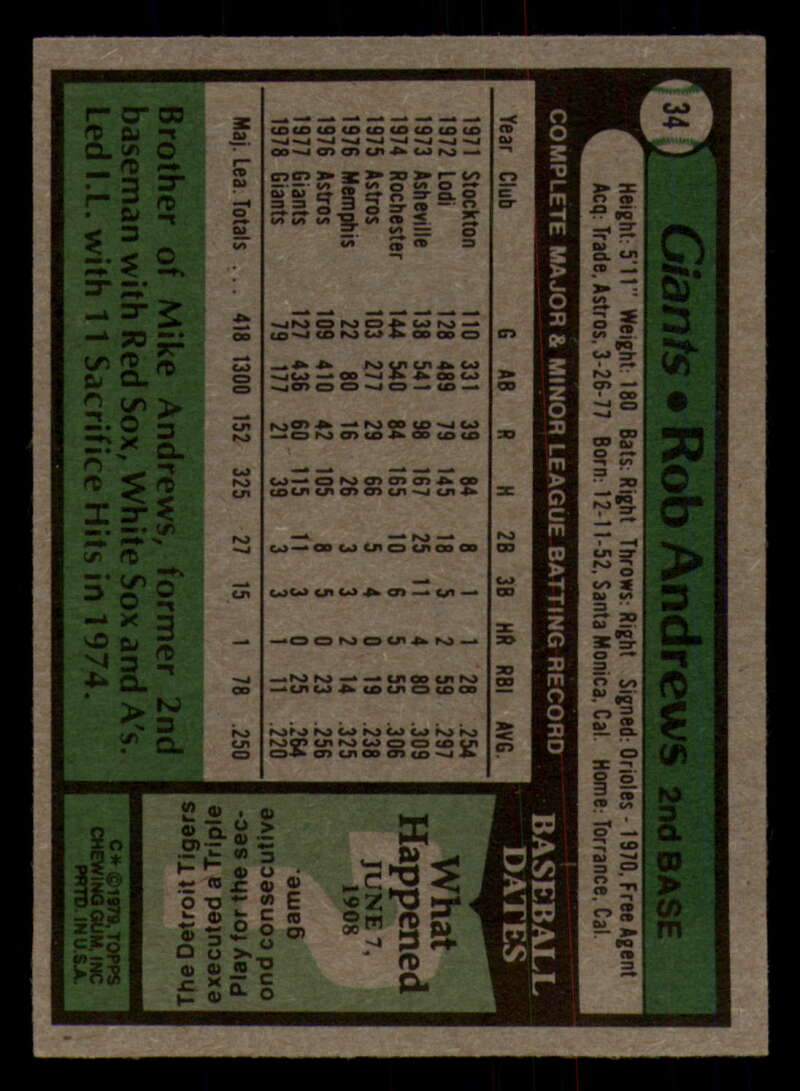 34
Giants • Rob Andrews 2nd BASE
Height: 5'11" Weight: 180 Bats: Right Throws: Right Signed: Orioles - 1970, Free Agent
Acq: Trade, Astros, 3-26-77 Born: 12-11-52, Santa Monica, Cal. Home: Torrance, Cal.
COMPLETE MAJOR & MINOR LEAGUE BATTING RECORD
Year Club G AB R H 2B 3B HR RBI AVG.
1971 Stockton 110 331 39 84 8 1 1 28 .254
1972 Lodi 128 489 79 145 18 5 2 59 .297
1973 Asheville 138 541 98 167 25 11 4 80 .309
1974 Rochester 144 540 84 165 10 6 5 55 .306
1975 Astros 103 277 29 66 5 4 0 19 .238
1976 Memphis 22 80 16 26 3 3 2 14 .325
1976 Astros 109 410 42 105 8 5 0 23 .256
1977 Giants 127 436 60 115 11 3 0 25 .264
1978 Giants 79 177 21 39 3 3 1 11 .220
Maj. Lea. Totals ... 418 1300 152 325 27 15 1 78 .250
Brother of Mike Andrews, former 2nd
baseman with Red Sox, White Sox and A's.
Led I.L. with 11 Sacrifice Hits in 1974.
BASEBALL
DATES
What
Happened
JUNE 7,
1908
The Detroit Tigers
executed a Triple
Play for the sec-
ond consecutive
game.
C* ©1979, TOPPS
CHEWING GUM, INC.
PRTD. IN U.S.A.